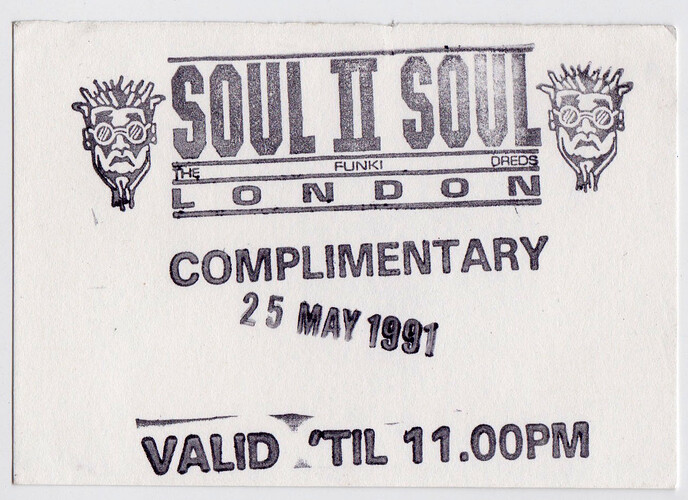 SOUL II SOUL
THE FUNKI DREDS
LONDON
COMPLIMENTARY
25 MAY 1991
VALID 'TIL 11.00PM